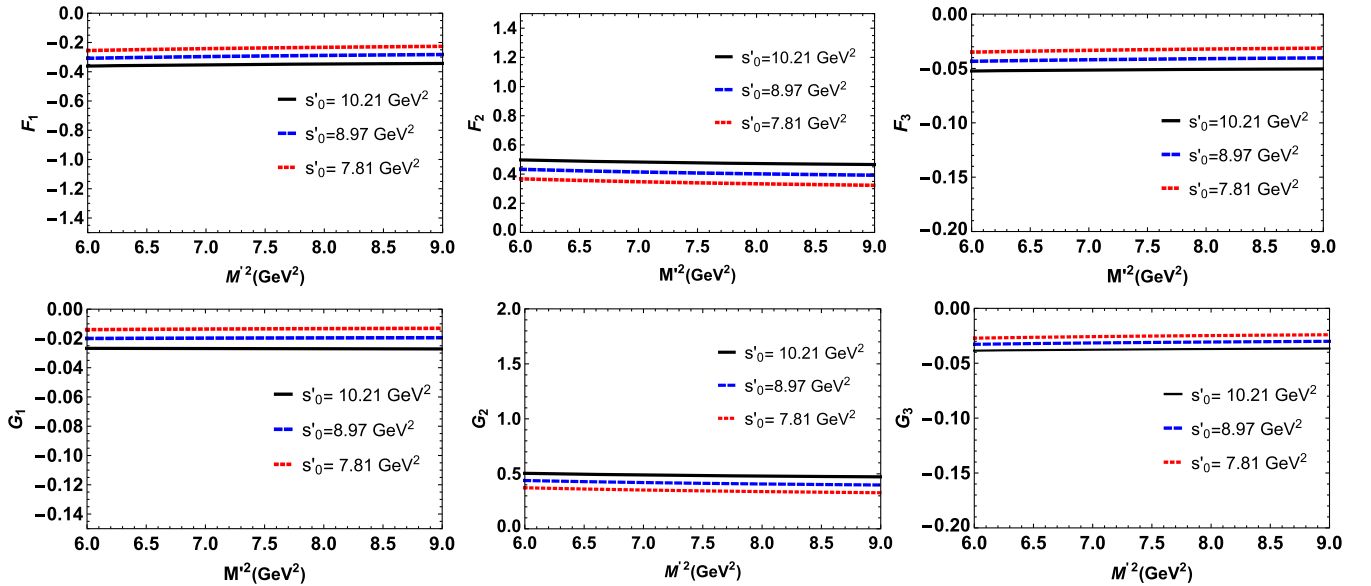 −0.0
−0.2
−0.4
−0.6
−0.8
−1.0
−1.2
−1.4
F₁
s'₀= 10.21 GeV²
s'₀=8.97 GeV²
s'₀= 7.81 GeV²
6.0 6.5 7.0 7.5 8.0 8.5 9.0
M'²(GeV²)
1.4
1.2
1.0
0.8
0.6
0.4
0.2
0.0
F₂
s'₀=10.21 GeV²
s'₀=8.97 GeV²
s'₀=7.81 GeV²
6.0 6.5 7.0 7.5 8.0 8.5 9.0
M'²(GeV²)
0.00
−0.05
−0.10
−0.15
−0.20
F₃
s'₀=10.21 GeV²
s'₀=8.97 GeV²
s'₀= 7.81 GeV²
6.0 6.5 7.0 7.5 8.0 8.5 9.0
M'²(GeV²)
0.00
−0.02
−0.04
−0.06
−0.08
−0.10
−0.12
−0.14
G₁
s'₀= 10.21 GeV²
s'₀=8.97 GeV²
s'₀= 7.81 GeV²
6.0 6.5 7.0 7.5 8.0 8.5 9.0
M'²(GeV²)
2.0
1.5
1.0
0.5
0.0
G₂
s'₀= 10.21 GeV²
s'₀=8.97 GeV²
s'₀= 7.81 GeV²
6.0 6.5 7.0 7.5 8.0 8.5 9.0
M'²(GeV²)
0.00
−0.05
−0.10
−0.15
−0.20
G₃
s'₀= 10.21 GeV²
s'₀=8.97 GeV²
s'₀= 7.81 GeV²
6.0 6.5 7.0 7.5 8.0 8.5 9.0
M'²(GeV²)